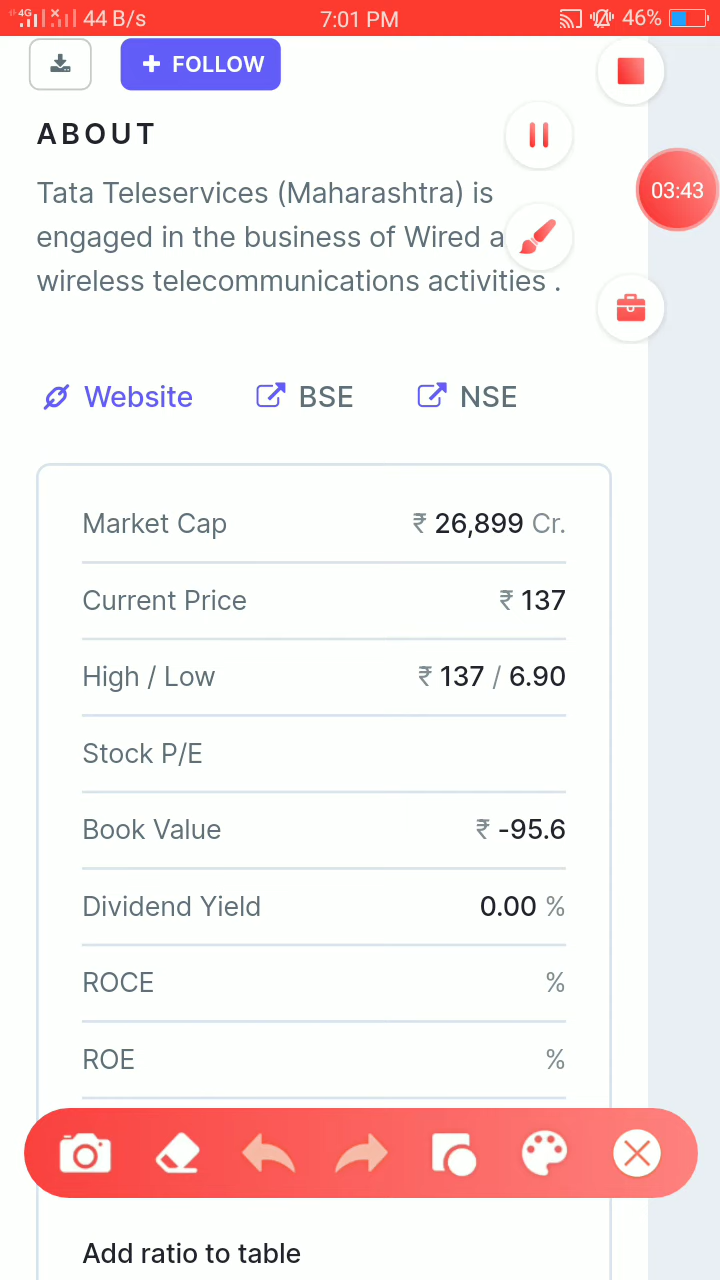 4G 44 B/s 7:01 PM 46%
+ FOLLOW
ABOUT
03:43
Tata Teleservices (Maharashtra) is
engaged in the business of Wired a
wireless telecommunications activities .
Website BSE NSE
Market Cap ₹ 26,899 Cr.
Current Price ₹ 137
High / Low ₹ 137 / 6.90
Stock P/E
Book Value ₹ -95.6
Dividend Yield 0.00 %
ROCE %
ROE %
Add ratio to table